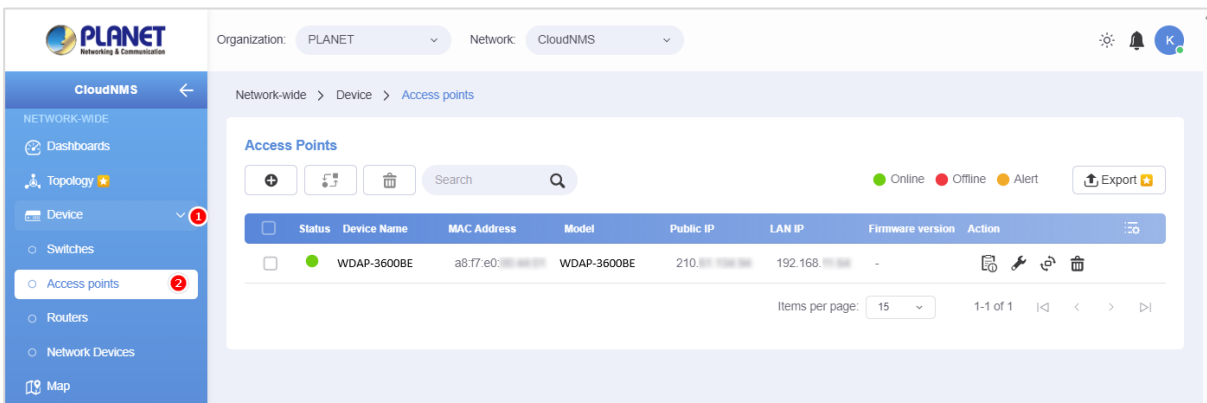 PLANET
Networking & Communication
Organization: PLANET Network: CloudNMS
K
CloudNMS
Network-wide > Device > Access points
NETWORK-WIDE
Dashboards
Topology
Device 1
Switches
Access points 2
Routers
Network Devices
Map
Access Points
Search
Online Offline Alert
Export
Status Device Name MAC Address Model Public IP LAN IP Firmware version Action
WDAP-3600BE a8:f7:e0: WDAP-3600BE 210. 192.168. -
Items per page: 15 1-1 of 1 |< < > >|